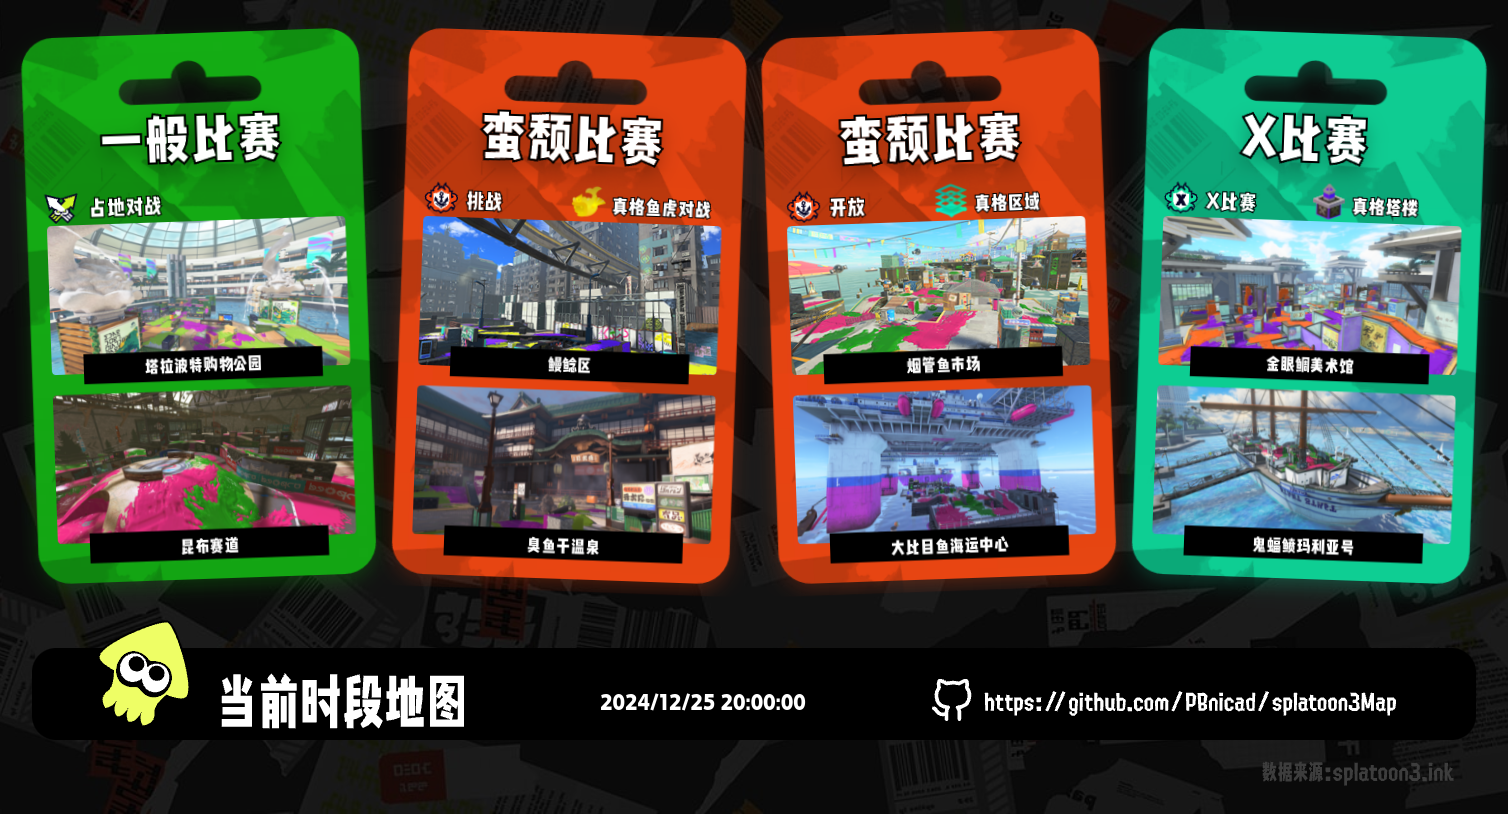 一般比赛
占地对战
塔拉波特购物公园
昆布赛道
蛮颓比赛
挑战
真格鱼虎对战
鳗鲶区
臭鱼干温泉
蛮颓比赛
开放
真格区域
烟管鱼市场
大比目鱼海运中心
X比赛
X比赛
真格塔楼
金眼鲷美术馆
鬼蝠鲼玛利亚号
当前时段地图
2024/12/25 20:00:00
https://github.com/PBnicad/splatoon3Map
数据来源:splatoon3.ink